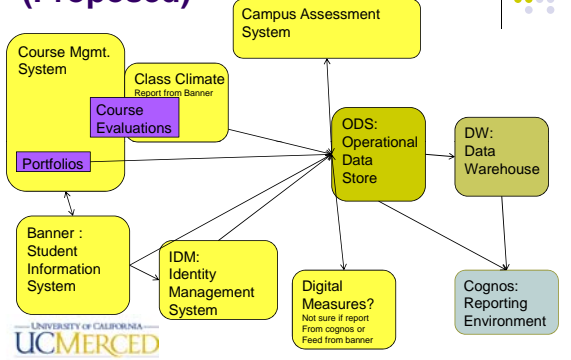 (Proposed)
Campus Assessment
System
Course Mgmt.
System
Class Climate
Report from Banner
Course
Evaluations
Portfolios
ODS:
Operational
Data
Store
DW:
Data
Warehouse
Banner :
Student
Information
System
IDM:
Identity
Management
System
Digital
Measures?
Not sure if report
From cognos or
Feed from banner
Cognos:
Reporting
Environment
UNIVERSITY OF CALIFORNIA
UCMERCED